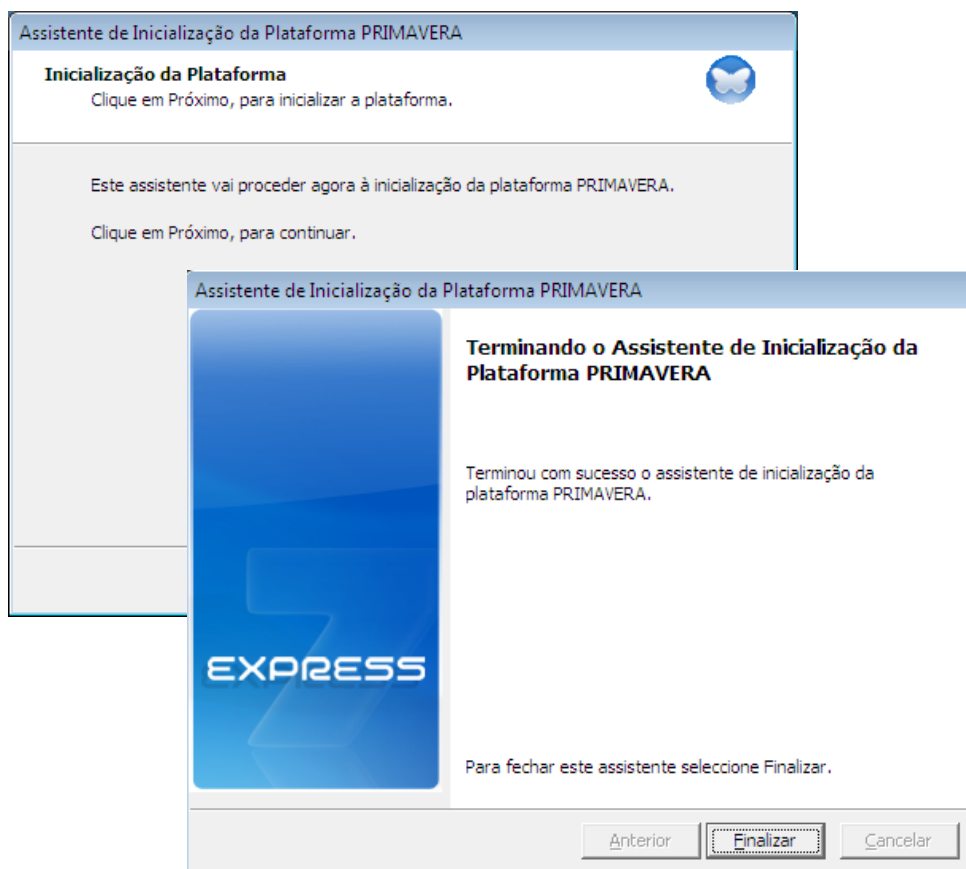 Assistente de Inicialização da Plataforma PRIMAVERA
Inicialização da Plataforma
Clique em Próximo, para inicializar a plataforma.
Este assistente vai proceder agora à inicialização da plataforma PRIMAVERA.
Clique em Próximo, para continuar.
Assistente de Inicialização da Plataforma PRIMAVERA
Terminando o Assistente de Inicialização da
Plataforma PRIMAVERA
Terminou com sucesso o assistente de inicialização da
plataforma PRIMAVERA.
7
EXPRESS
Para fechar este assistente seleccione Finalizar.
Anterior Finalizar Cancelar